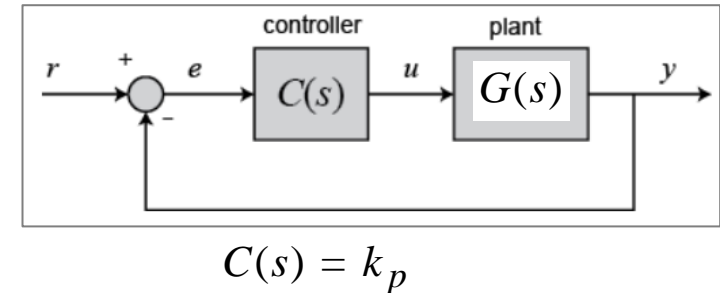 controller plant
r + e C(s) u G(s) y
-
C(s) = k_p